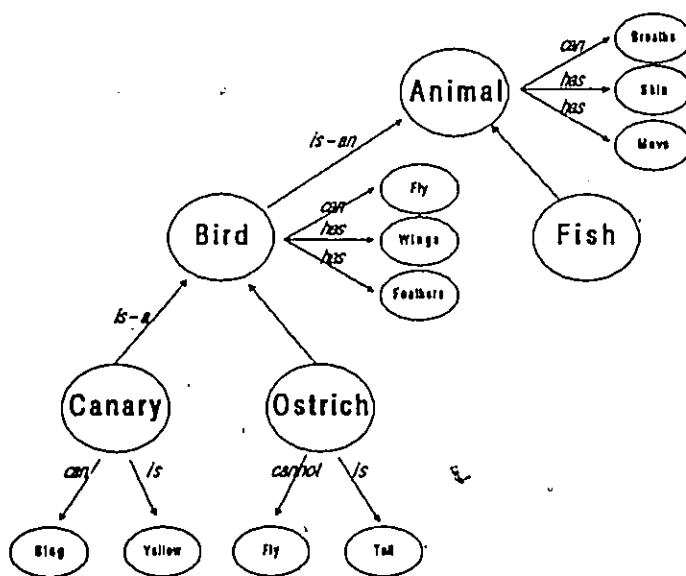 Breathe
can
Animal
has
Skin
has
Move
is-an
Fly
can
Bird
has
Wings
Fish
has
Feathers
is-a
Canary
Ostrich
can
is
cannot
is
Sing
Yellow
Fly
Tall